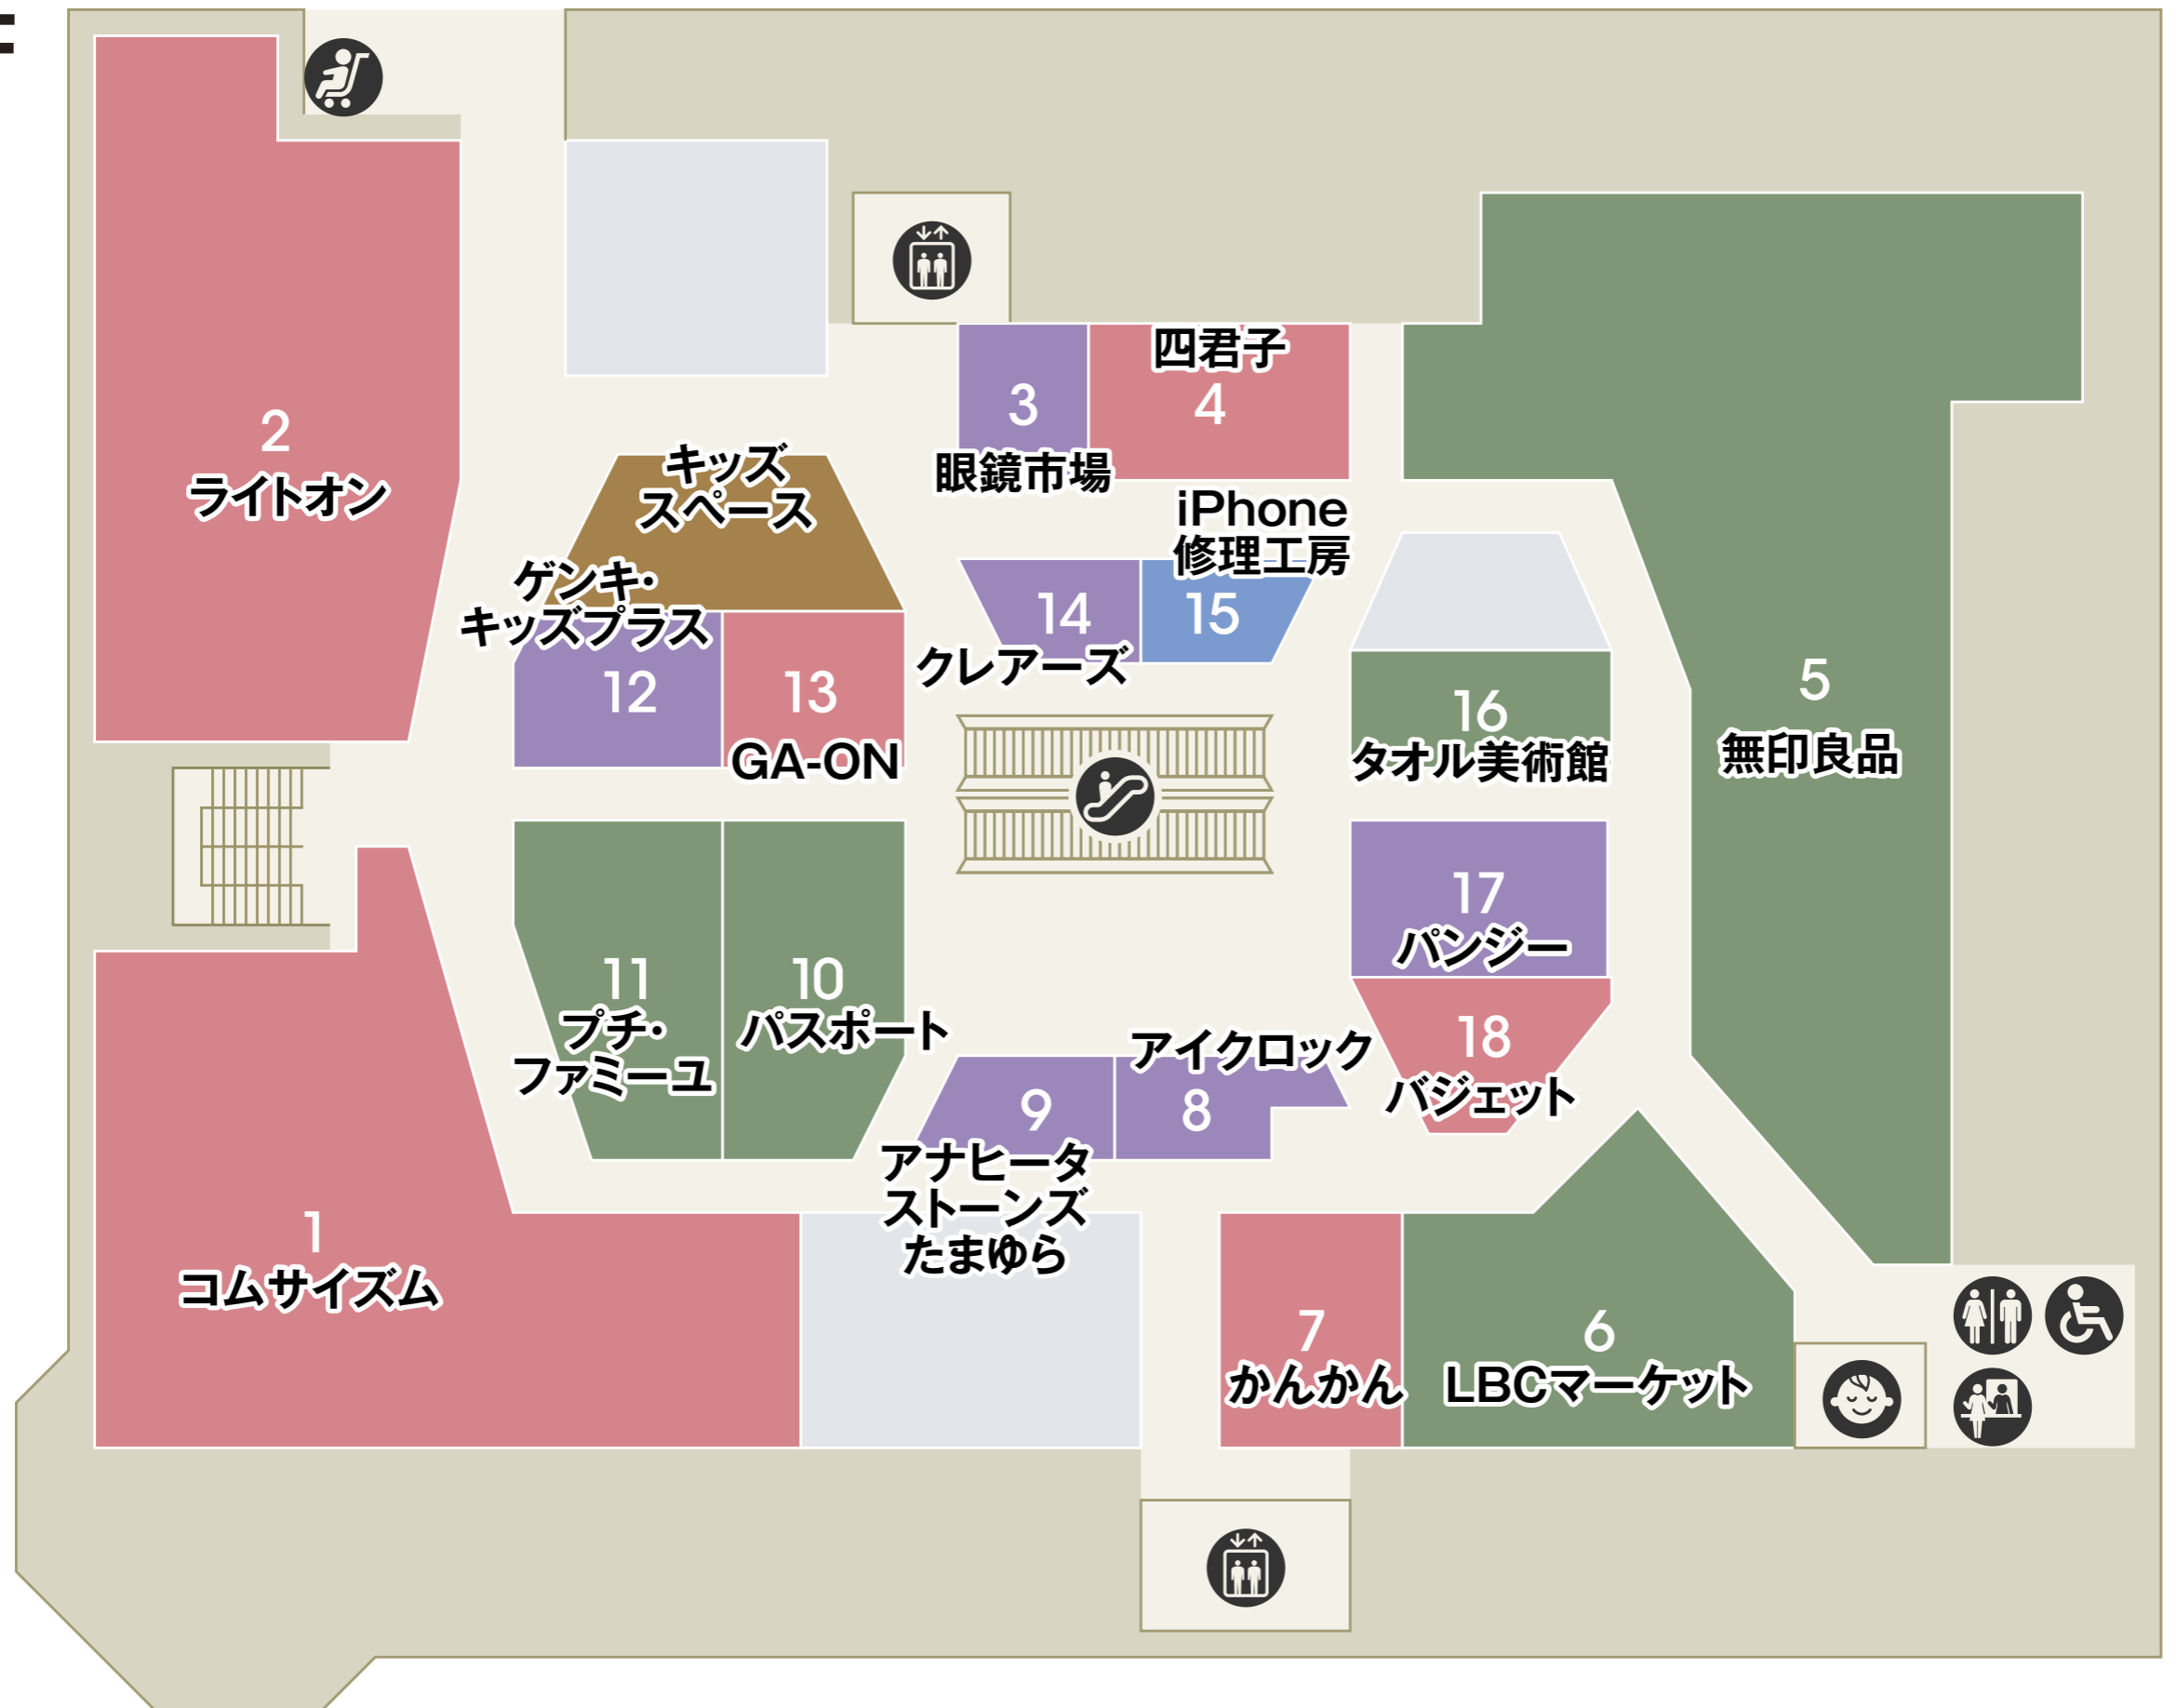 四君子
3
4
2
キッズ
スペース
眼鏡市場
ライトオン
iPhone
修理工房
ゲンキ・
キッズプラス
14
15
クレアーズ
12
13
GA-ON
16
タオル美術館
5
無印良品
17
パンジー
11
プチ・
ファミーユ
10
パスポート
18
バジェット
アイクロック
9
8
アナヒータ
ストーンズ
たまゆら
1
コムサイズム
7
かんかん
6
LBCマーケット